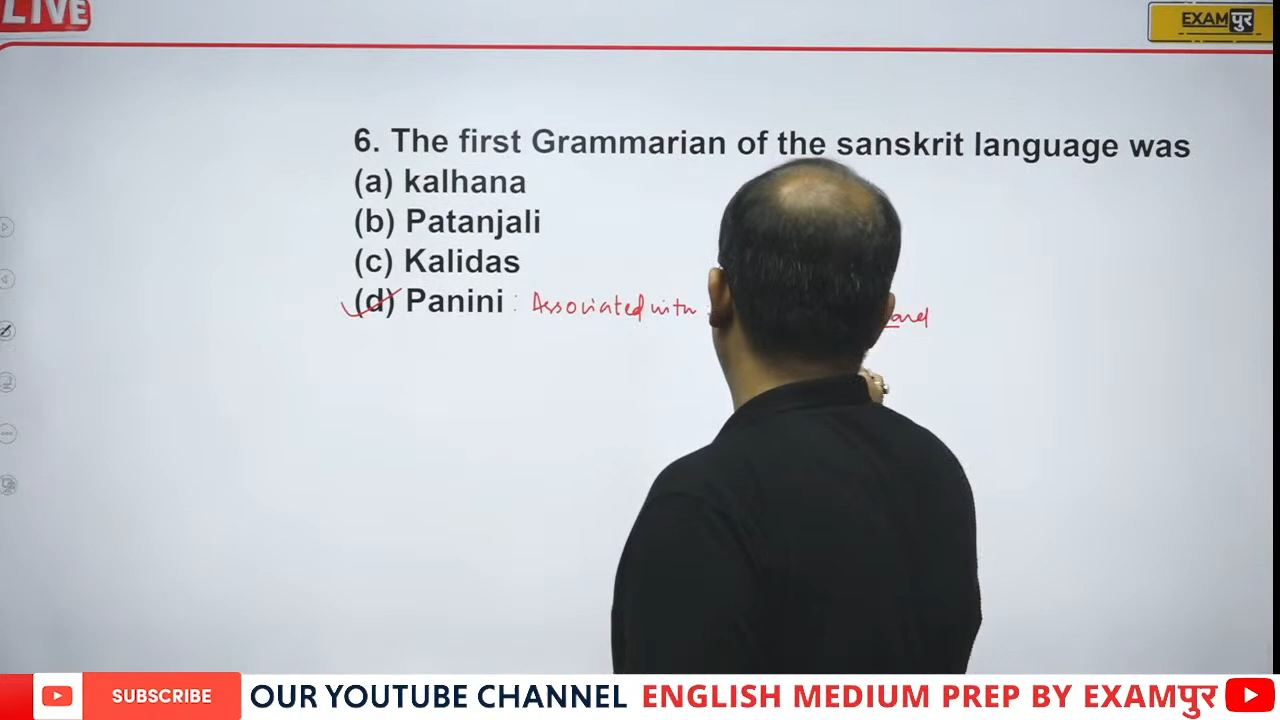 LIVE
EXAMपुर
6. The first Grammarian of the sanskrit language was
(a) kalhana
(b) Patanjali
(c) Kalidas
(d) Panini : Associated with and
SUBSCRIBE OUR YOUTUBE CHANNEL ENGLISH MEDIUM PREP BY EXAMपुर